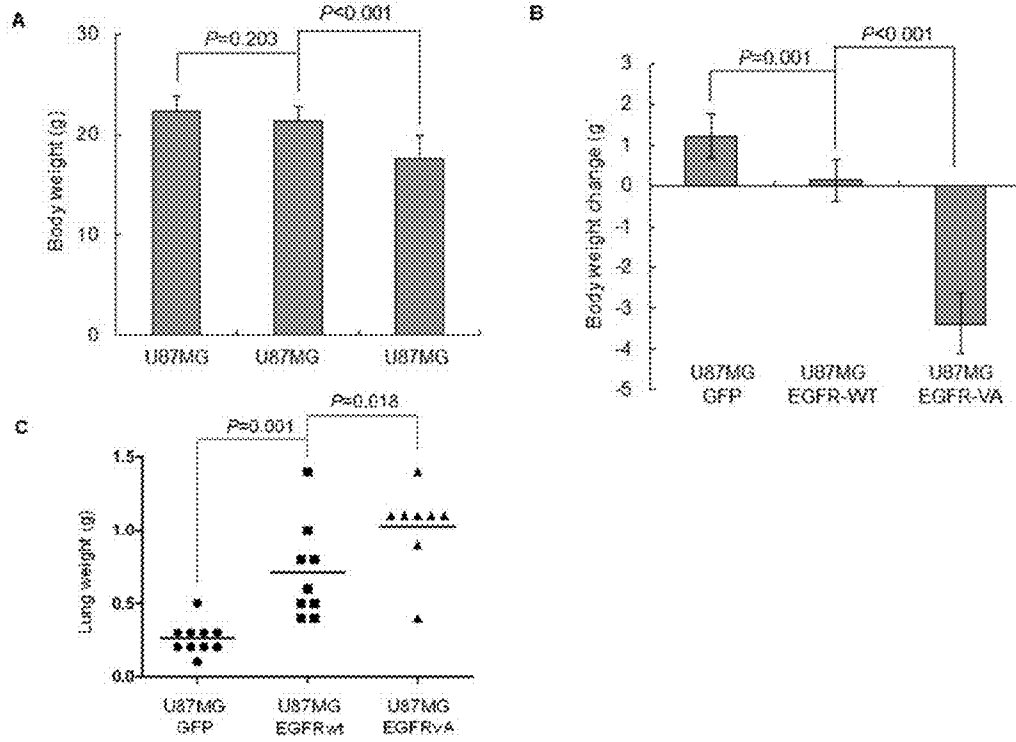 A
P<0.001
P=0.203
30
20
10
0
Body weight (g)
U87MG
U87MG
U87MG
B
P<0.001
P=0.001
3
2
1
0
-1
-2
-3
-4
-5
Body weight change (g
U87MG
GFP
U87MG
EGFR-WT
U87MG
EGFR-VA
C
P=0.018
P=0.001
1.5
1.0
0.5
0.0
Lung weight (g)
U87MG
GFP
U87MG
EGFRwt
U87MG
EGFRvA